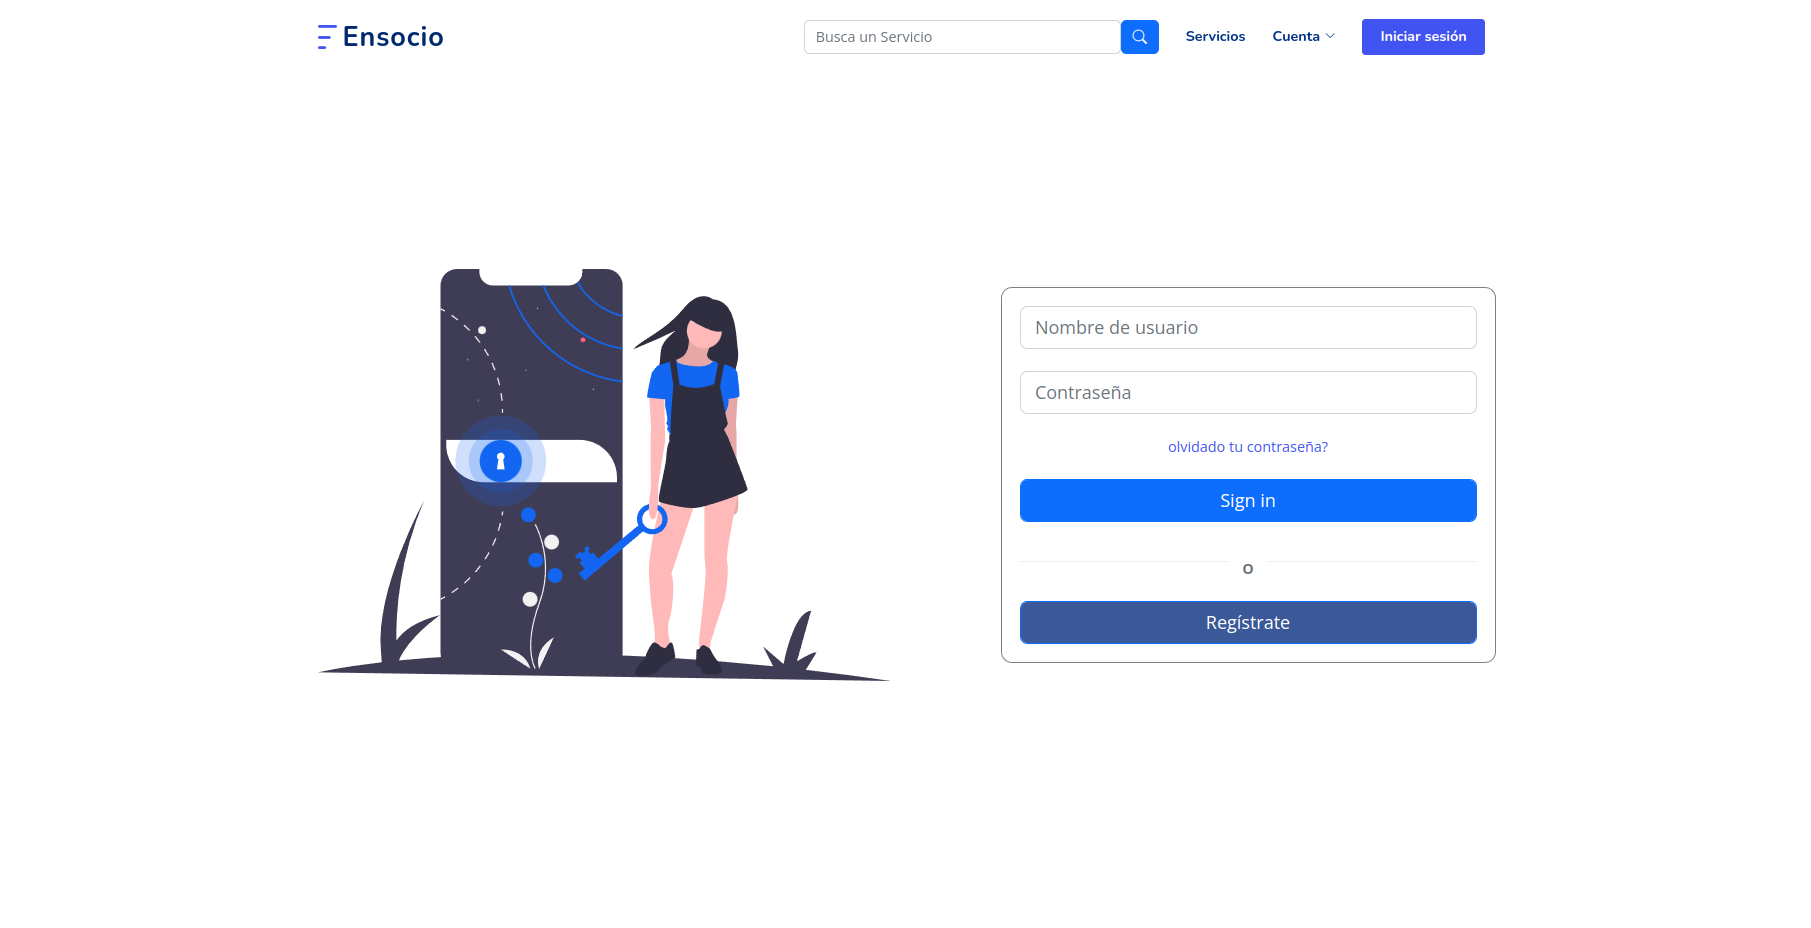 Ensocio
Busca un Servicio
Servicios
Cuenta
Iniciar sesión
Nombre de usuario
Contraseña
olvidado tu contraseña?
Sign in
O
Regístrate